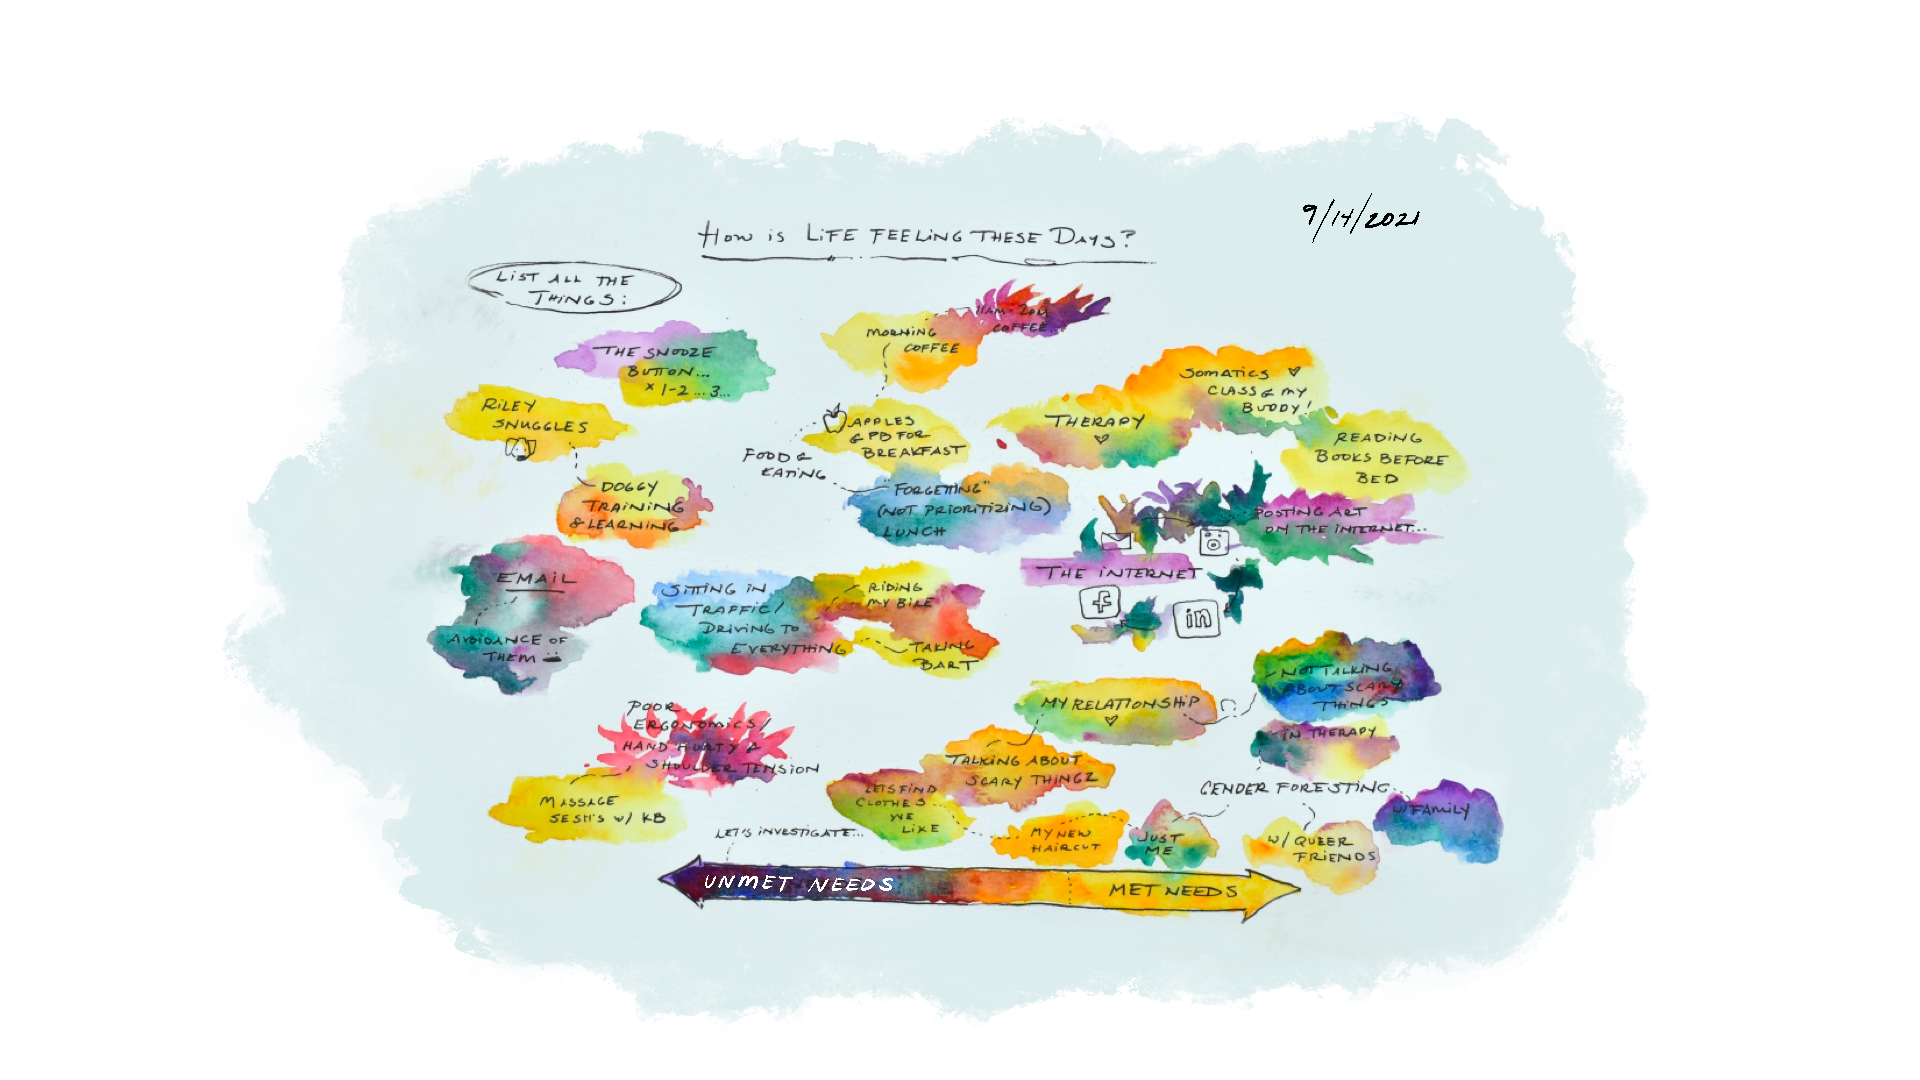 9/14/2021
How is LiFE FEELING THESE DAYS?
LIST ALL THE
THINGS:
11AM-2PM
COFFEE...
MORNING
COFFEE
THE SNOOZE
BUTTON...
x 1-2...3...
SOMATICS ♡
CLASS & MY
BUDDY!
RILEY
SNUGGLES
APPLES
& PB FOR
BREAKFAST
THERAPY
♡
READING
BOOKS BEFORE
BED
FOOD &
EATING
DOGGY
TRAINING
& LEARNING
"FORGETTING"
(NOT PRIORITIZING)
LUNCH
POSTING ART
ON THE INTERNET...
THE INTERNET
f
in
EMAIL
AVOIDANCE OF
THEM
SITTING IN
TRAFFIC/
DRIVING TO
EVERYTHING
RIDING
MY BIKE
TAKING
BART
NOT TALKING
ABOUT SCARY
THINGS
MY RELATIONSHIP
♡
IN THERAPY
POOR
ERGONOMICS/
HAND HURTY &
SHOULDER TENSION
TALKING ABOUT
SCARY THINGZ
GENDER FORESTING
MASSAGE
SESH'S W/ KB
LETS FIND
CLOTHES...
WE
LIKE
MY NEW
HAIRCUT
JUST
ME
W/ QUEER
FRIENDS
W/ FAMILY
LET'S INVESTIGATE...
UNMET NEEDS
MET NEEDS